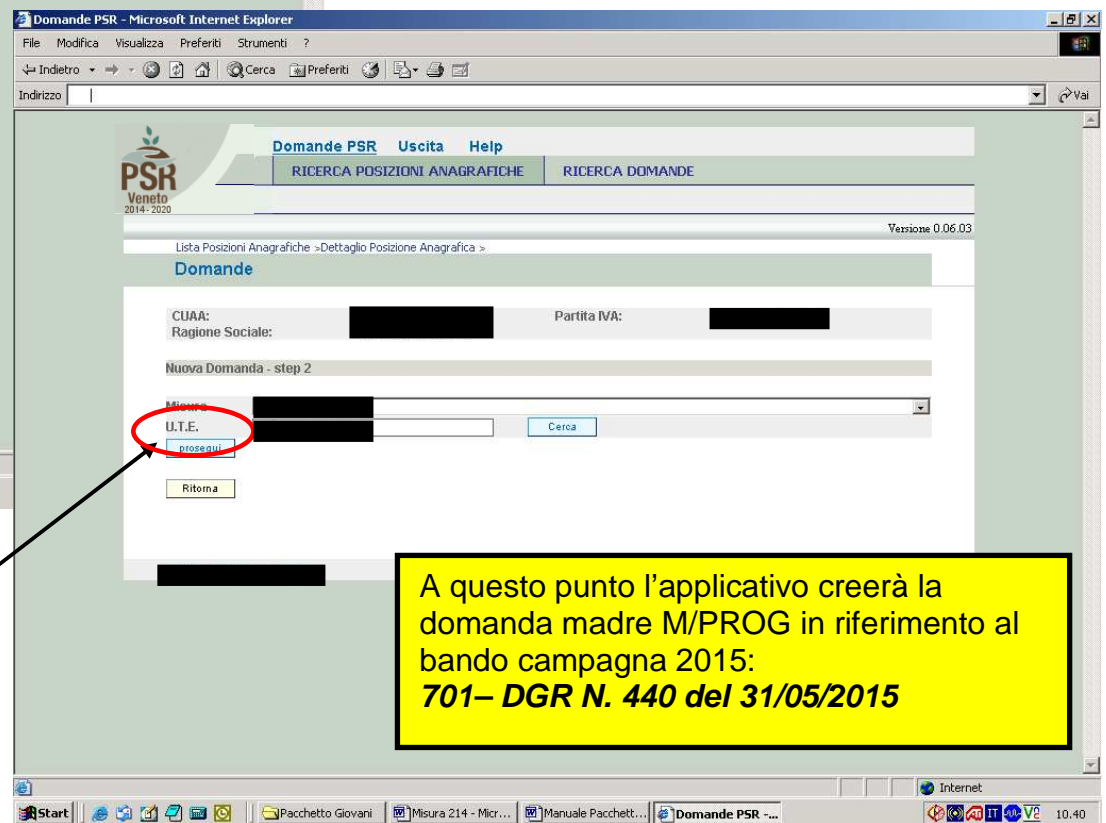 Domande PSR - Microsoft Internet Explorer
File Modifica Visualizza Preferiti Strumenti ?
Indietro Cerca Preferiti
Indirizzo Vai
Domande PSR Uscita Help
RICERCA POSIZIONI ANAGRAFICHE RICERCA DOMANDE
PSR
Veneto
2014-2020
Versione 0.06.03
Lista Posizioni Anagrafiche >Dettaglio Posizione Anagrafica >
Domande
CUAA: Partita IVA:
Ragione Sociale:
Nuova Domanda - step 2
Misura
U.T.E. Cerca
prosegui
Ritorna
A questo punto l’applicativo creerà la
domanda madre M/PROG in riferimento al
bando campagna 2015:
701– DGR N. 440 del 31/05/2015
Internet
Start Pacchetto Giovani Misura 214 - Micr... Manuale Pacchett... Domande PSR -... IT V2 10.40